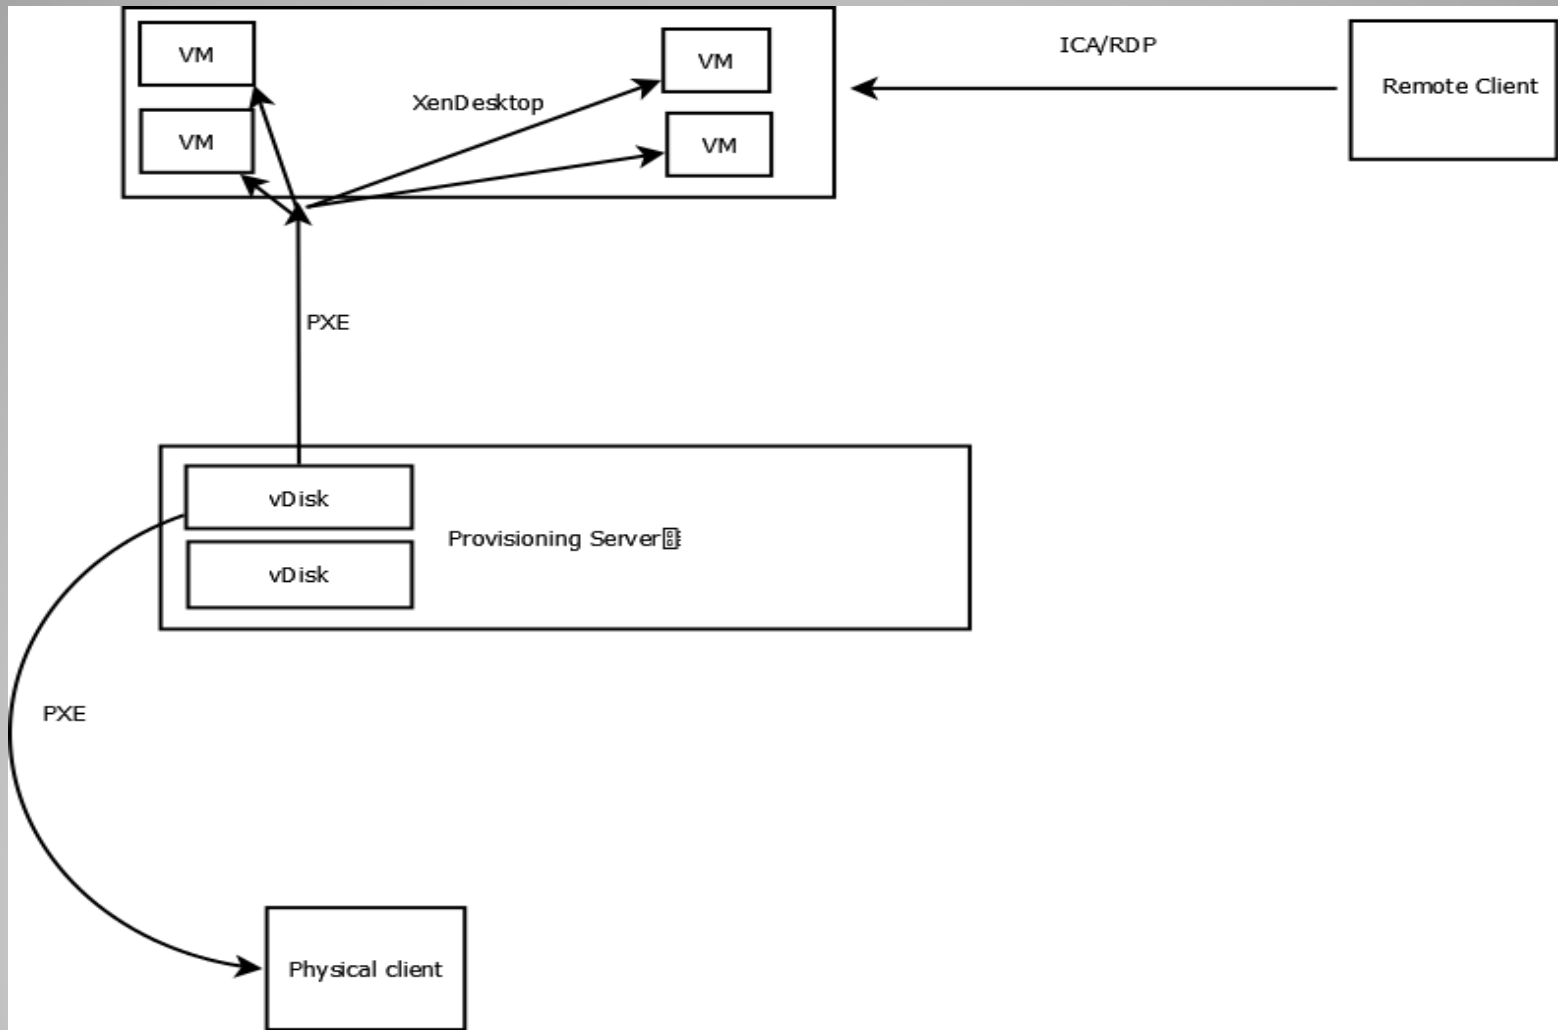 VM
VM
XenDesktop
VM
VM
ICA/RDP
Remote Client
PXE
vDisk
vDisk
Provisioning Server
PXE
Physical client